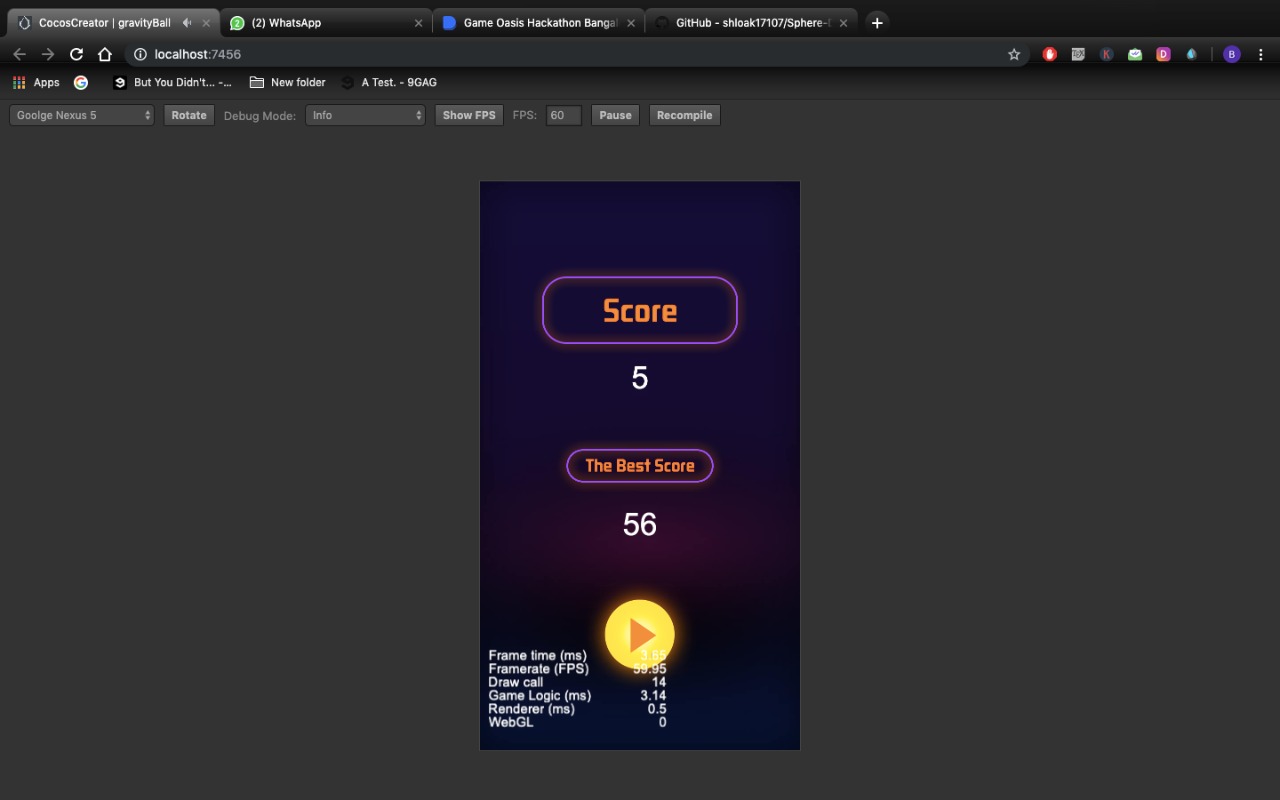 CocosCreator | gravityBall
(2) WhatsApp
Game Oasis Hackathon Bangal
GitHub - shloak17107/Sphere-
localhost:7456
B
Apps
But You Didn't... -...
New folder
A Test. - 9GAG
Goolge Nexus 5
Rotate
Debug Mode:
Info
Show FPS
FPS:
60
Pause
Recompile
Score
5
The Best Score
56
Frame time (ms) 3.65
Framerate (FPS) 59.95
Draw call 14
Game Logic (ms) 3.14
Renderer (ms) 0.5
WebGL 0